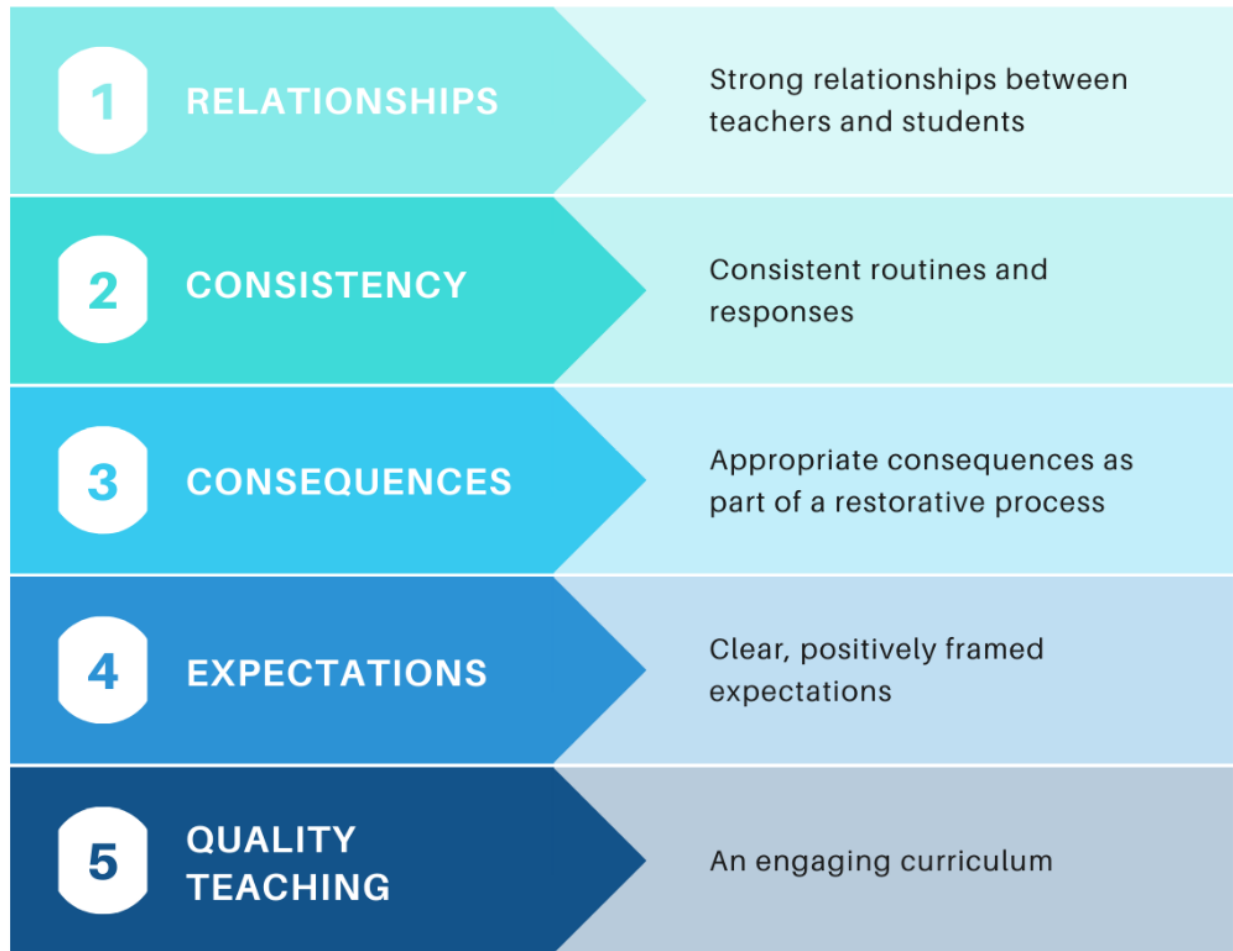 1
RELATIONSHIPS
Strong relationships between
teachers and students
2
CONSISTENCY
Consistent routines and
responses
3
CONSEQUENCES
Appropriate consequences as
part of a restorative process
4
EXPECTATIONS
Clear, positively framed
expectations
5
QUALITY
TEACHING
An engaging curriculum